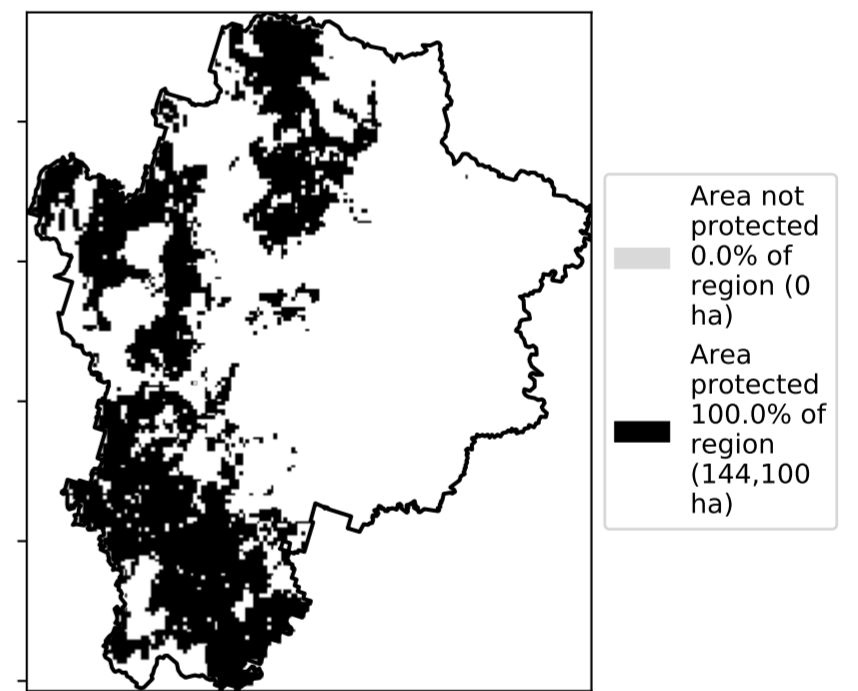 Area not
protected
0.0% of
region (0
ha)
Area
protected
100.0% of
region
(144,100
ha)